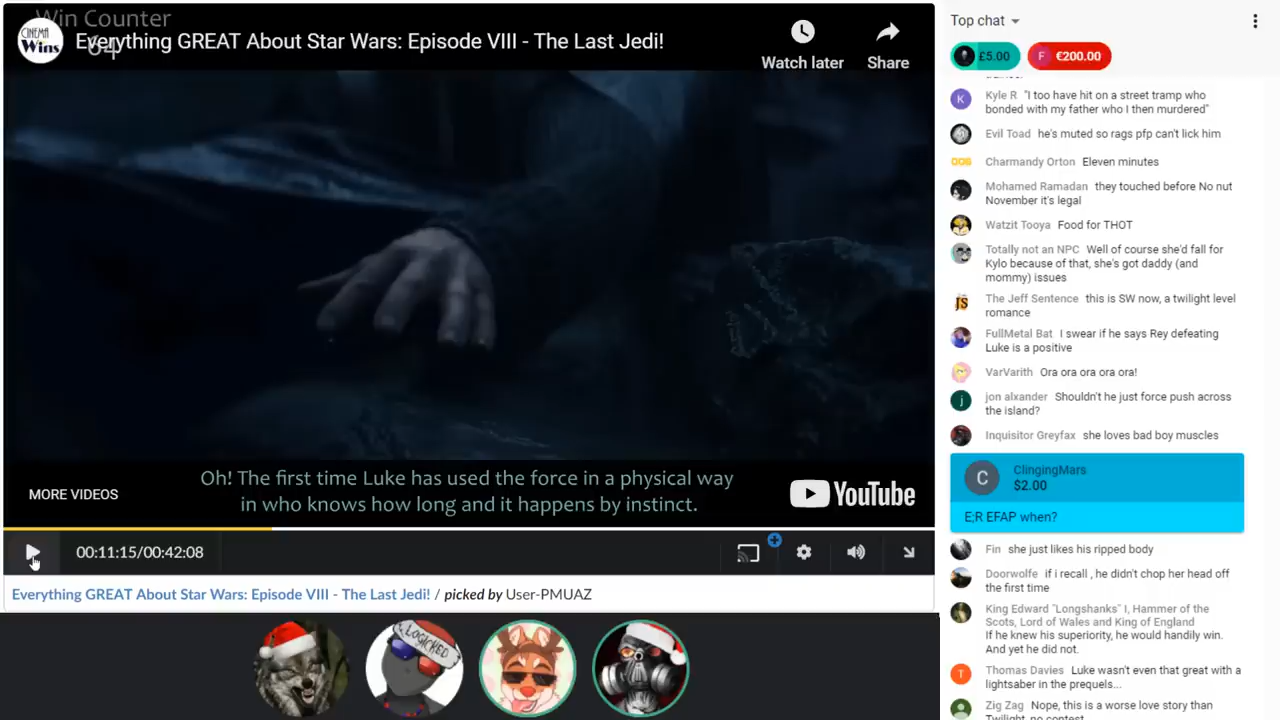 Win Counter
64
CINEMA
Wins
Everything GREAT About Star Wars: Episode VIII - The Last Jedi!
Watch later
Share
Oh! The first time Luke has used the force in a physical way
in who knows how long and it happens by instinct.
MORE VIDEOS
YouTube
00:11:15/00:42:08
Everything GREAT About Star Wars: Episode VIII - The Last Jedi! / picked by User-PMUAZ
LOGICKED
Top chat
£5.00
F €200.00
K Kyle R "I too have hit on a street tramp who
bonded with my father who I then murdered"
Evil Toad he's muted so rags pfp can't lick him
Charmandy Orton Eleven minutes
Mohamed Ramadan they touched before No nut
November it's legal
Watzit Tooya Food for THOT
Totally not an NPC Well of course she'd fall for
Kylo because of that, she's got daddy (and
mommy) issues
JS The Jeff Sentence this is SW now, a twilight level
romance
FullMetal Bat I swear if he says Rey defeating
Luke is a positive
VarVarith Ora ora ora ora ora!
j jon alxander Shouldn't he just force push across
the island?
Inquisitor Greyfax she loves bad boy muscles
C ClingingMars
$2.00
E;R EFAP when?
Fin she just likes his ripped body
Doorwolfe if i recall , he didn't chop her head off
the first time
King Edward "Longshanks" I, Hammer of the
Scots, Lord of Wales and King of England
If he knew his superiority, he would handily win.
And yet he did not.
T Thomas Davies Luke wasn't even that great with a
lightsaber in the prequels...
Zig Zag Nope, this is a worse love story than
Twilight, no contest